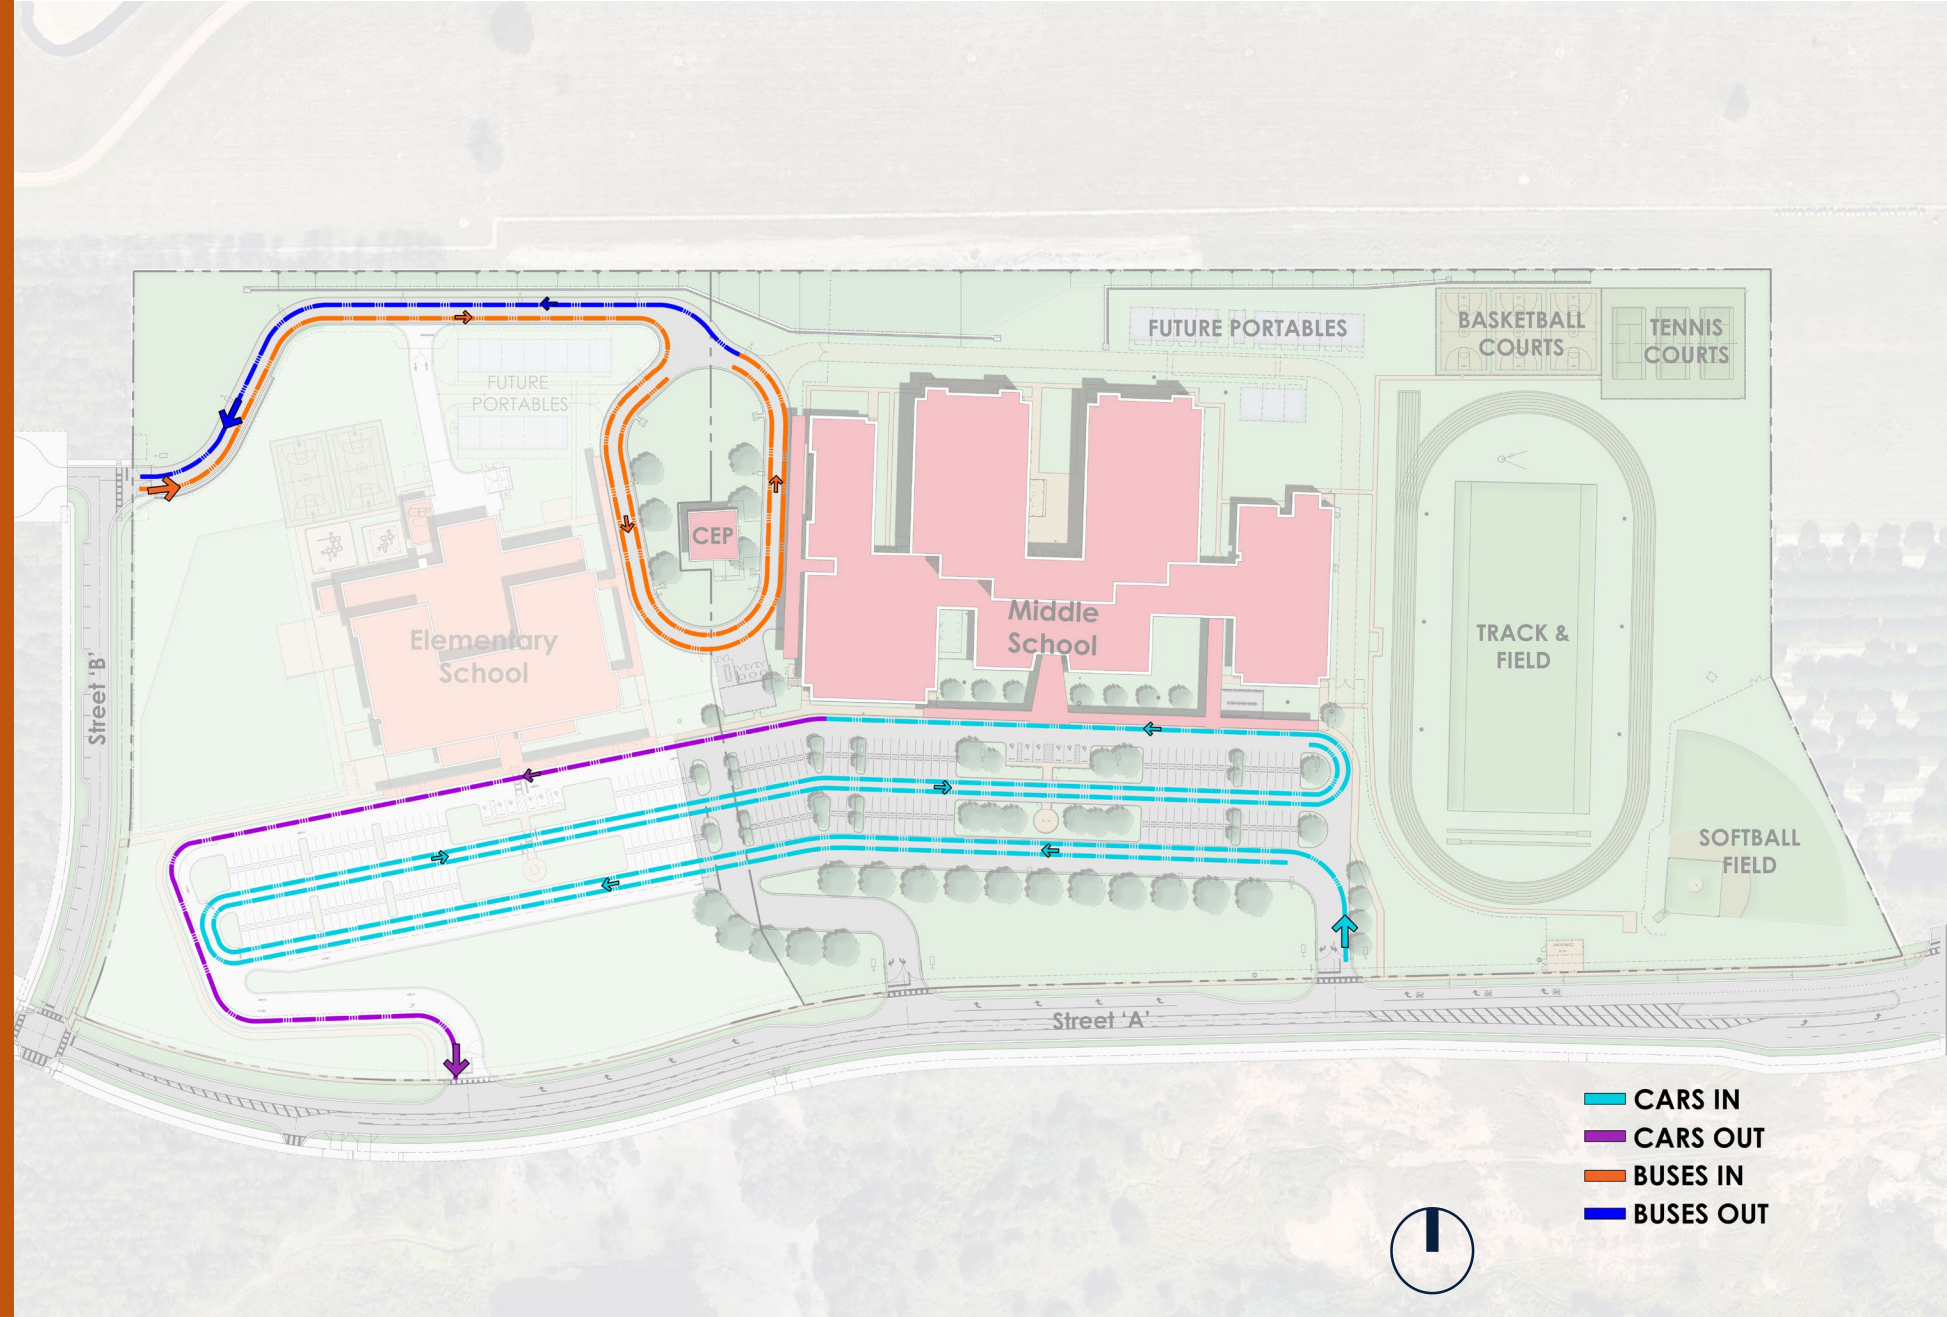 FUTURE PORTABLES
BASKETBALL
COURTS
TENNIS
COURTS
FUTURE
PORTABLES
CEP
CEP
Middle
School
Elementary
School
TRACK &
FIELD
Street 'B'
SOFTBALL
FIELD
Street 'A'
CARS IN
CARS OUT
BUSES IN
BUSES OUT